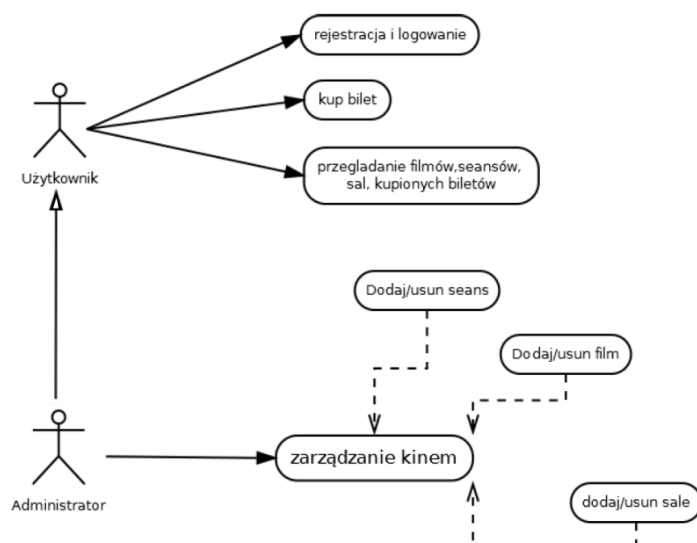 rejestracja i logowanie
kup bilet
przegladanie filmów,seansów,
sal, kupionych biletów
Użytkownik
Dodaj/usun seans
Dodaj/usun film
zarządzanie kinem
Administrator
dodaj/usun sale